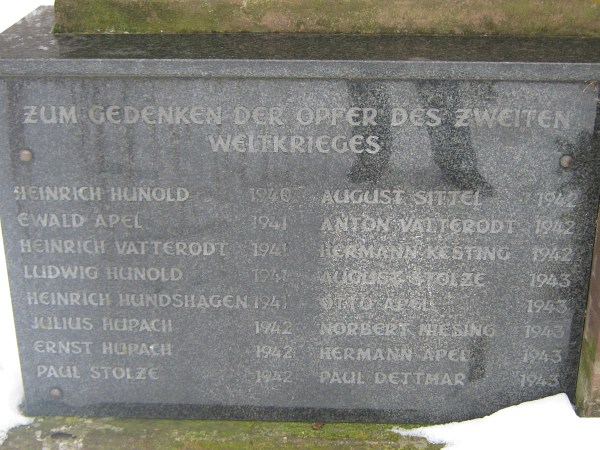 ZUM GEDENKEN DER OPFER DES ZWEITEN
WELTKRIEGES
HEINRICH HUNOLD 1940
EWALD APEL 1941
HEINRICH VATTERODT 1941
LUDWIG HUNOLD 1941
HEINRICH HUNDSHAGEN 1941
JULIUS HUPACH 1942
ERNST HUPACH 1942
PAUL STOLZE 1942
AUGUST SITTEL 1942
ANTON VATTERODT 1942
HERMANN KESTING 1942
AUGUST STOLZE 1943
OTTO APEL 1943
NORBERT NIESING 1943
HERMANN APEL 1943
PAUL DETTMAR 1943